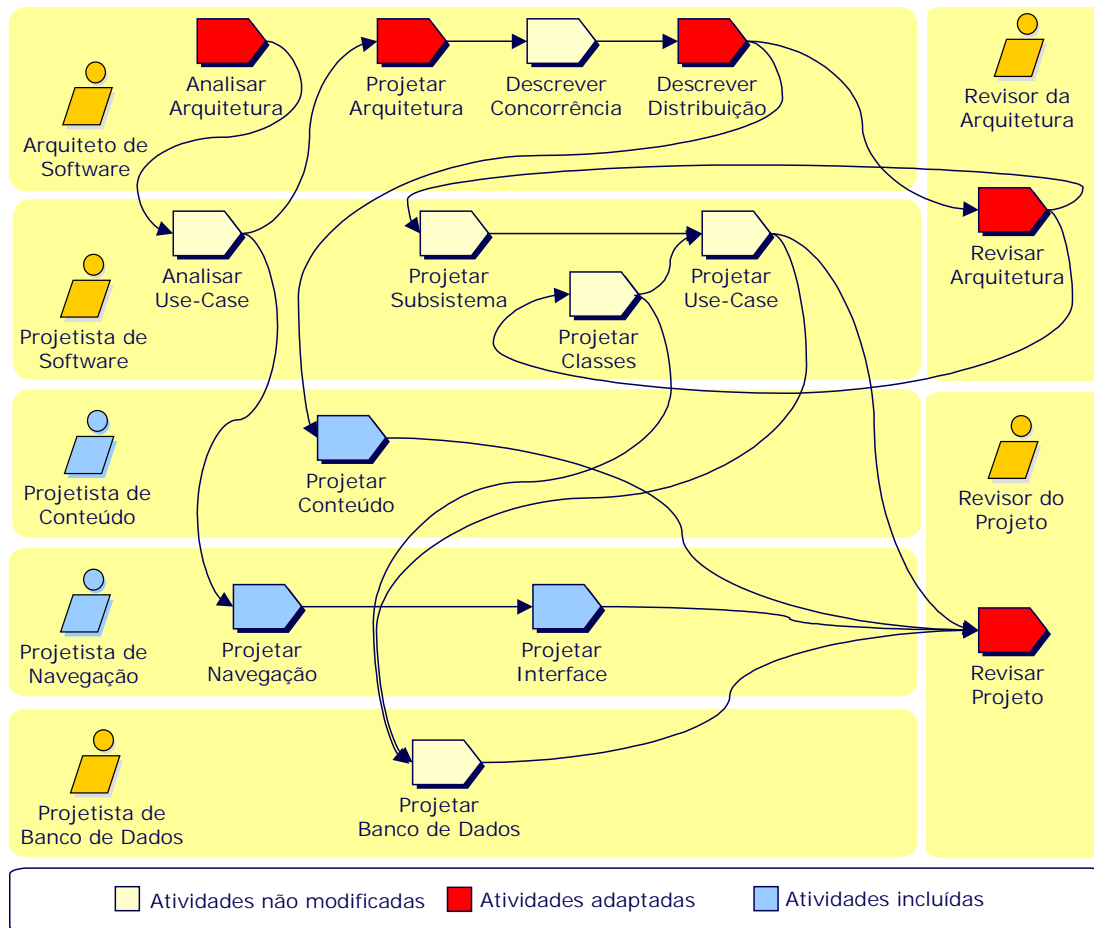 Analisar
Arquitetura
Projetar
Arquitetura
Descrever
Concorrência
Descrever
Distribuição
Revisor da
Arquitetura
Arquiteto de
Software
Analisar
Use-Case
Projetar
Subsistema
Projetar
Use-Case
Revisar
Arquitetura
Projetista de
Software
Projetar
Classes
Projetista de
Conteúdo
Projetar
Conteúdo
Revisor do
Projeto
Projetista de
Navegação
Projetar
Navegação
Projetar
Interface
Revisar
Projeto
Projetista de
Banco de Dados
Projetar
Banco de Dados
Atividades não modificadas
Atividades adaptadas
Atividades incluídas